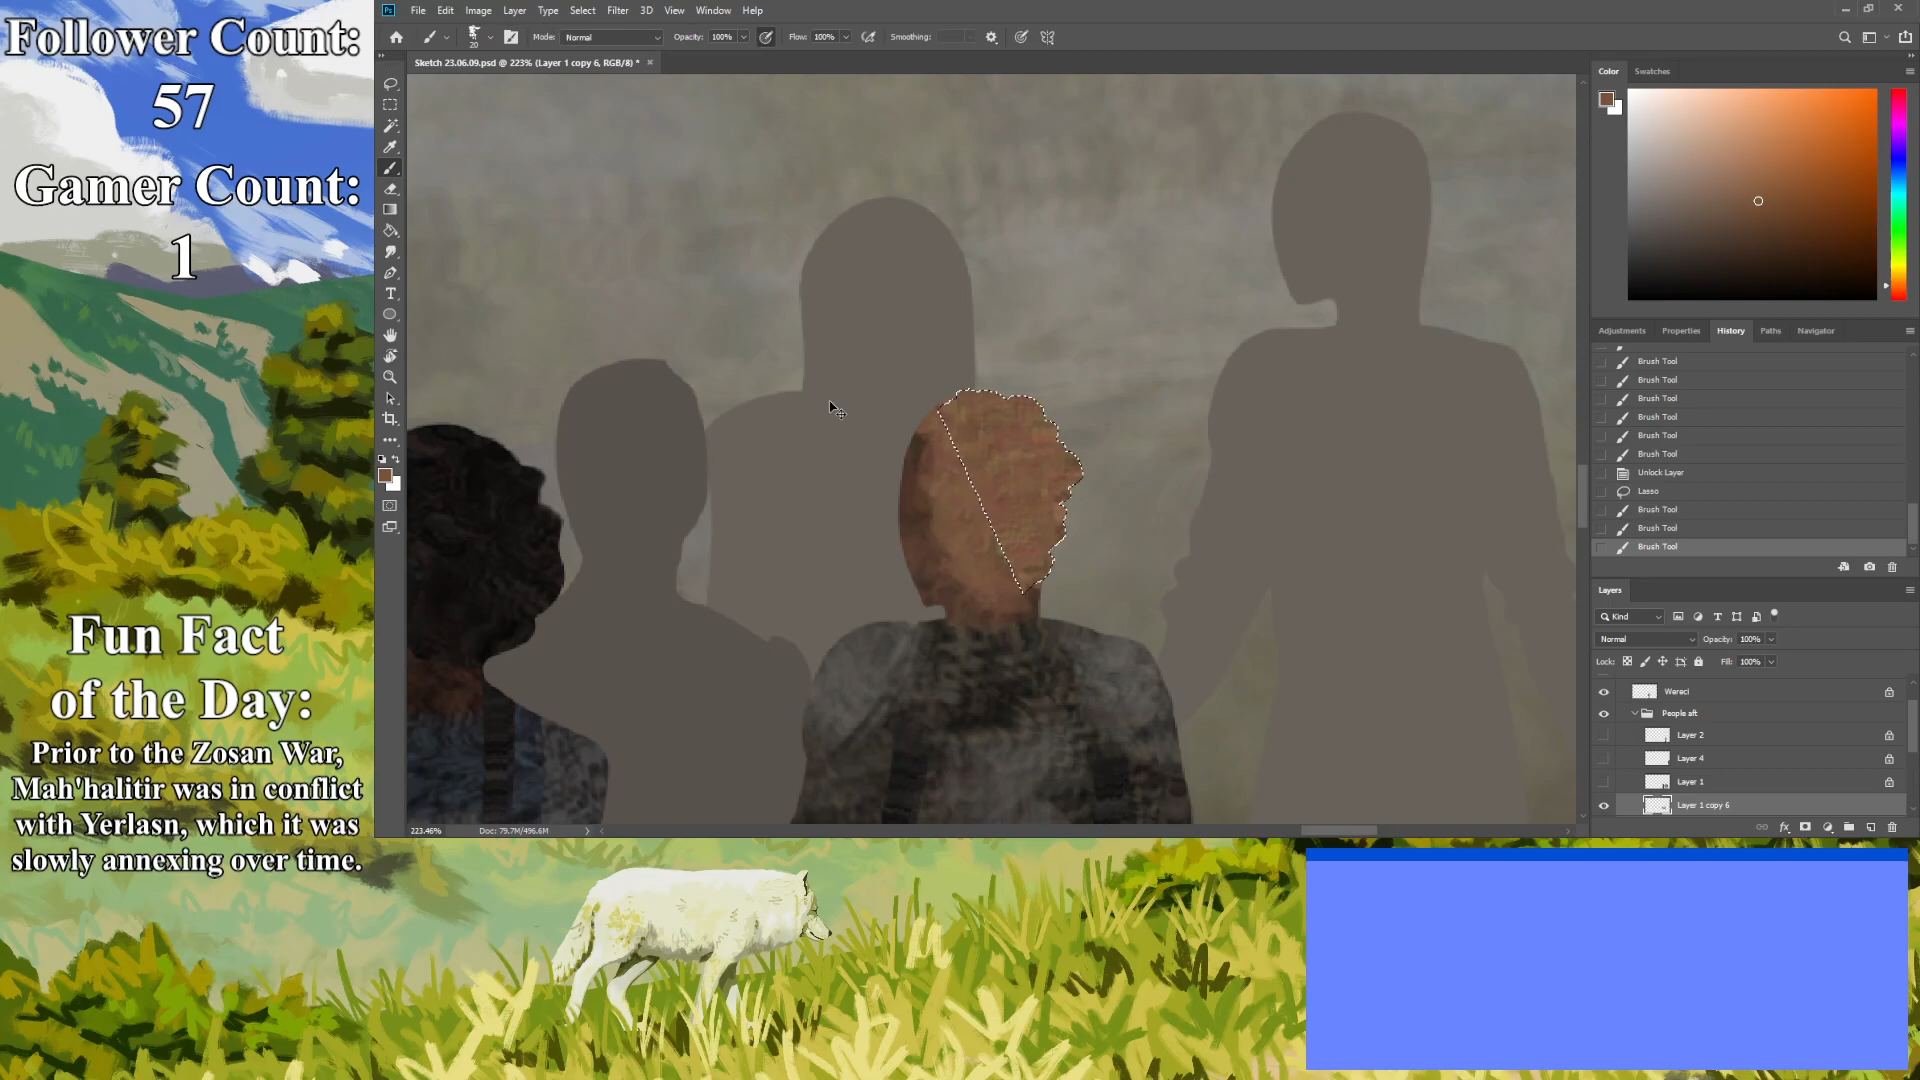 Follower Count:
57
Gamer Count:
1
Fun Fact
of the Day:
Prior to the Zosan War,
Mah'halitir was in conflict
with Yerlasn, which it was
slowly annexing over time.
Ps File Edit Image Layer Type Select Filter 3D View Window Help
20 Mode: Normal Opacity: 100% Flow: 100% Smoothing:
Sketch 23.06.09.psd @ 223% (Layer 1 copy 6, RGB/8) *
223.46% Doc: 79.7M/496.6M
Color Swatches
Adjustments Properties History Paths Navigator
Brush Tool
Brush Tool
Brush Tool
Brush Tool
Brush Tool
Brush Tool
Unlock Layer
Lasso
Brush Tool
Brush Tool
Brush Tool
Layers
Kind
Normal Opacity: 100%
Lock: Fill: 100%
Wereci
People aft
Layer 2
Layer 4
Layer 1
Layer 1 copy 6